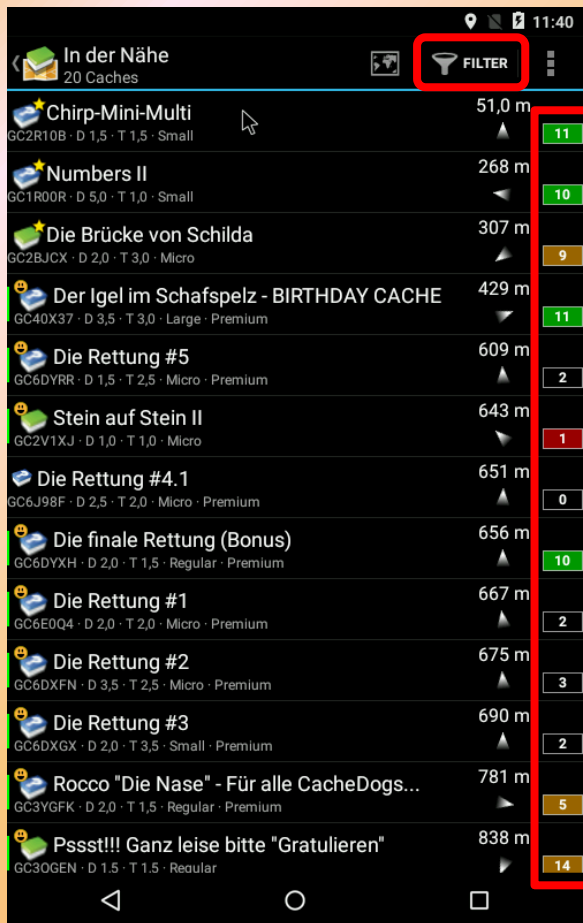 11:40
In der Nähe
20 Caches
FILTER
Chirp-Mini-Multi
51,0 m
GC2R10B · D 1,5 · T 1,5 · Small
11
Numbers II
268 m
GC1R00R · D 5,0 · T 1,0 · Small
10
Die Brücke von Schilda
307 m
GC2BJCX · D 2,0 · T 3,0 · Micro
9
Der Igel im Schafspelz - BIRTHDAY CACHE
429 m
GC40X37 · D 3,5 · T 3,0 · Large · Premium
11
Die Rettung #5
609 m
GC6DYRR · D 1,5 · T 2,5 · Micro · Premium
2
Stein auf Stein II
643 m
GC2V1XJ · D 1,0 · T 1,0 · Micro
1
Die Rettung #4.1
651 m
GC6J98F · D 2,5 · T 2,0 · Micro · Premium
0
Die finale Rettung (Bonus)
656 m
GC6DYXH · D 2,0 · T 1,5 · Regular · Premium
10
Die Rettung #1
667 m
GC6E0Q4 · D 2,0 · T 2,0 · Micro · Premium
2
Die Rettung #2
675 m
GC6DXFN · D 3,5 · T 2,5 · Micro · Premium
3
Die Rettung #3
690 m
GC6DXGX · D 2,0 · T 3,5 · Small · Premium
2
Rocco "Die Nase" - Für alle CacheDogs...
781 m
GC3YGFK · D 2,0 · T 1,5 · Regular · Premium
5
Pssst!!! Ganz leise bitte "Gratulieren"
838 m
GC3OGEN · D 1.5 · T 1.5 · Regular
14